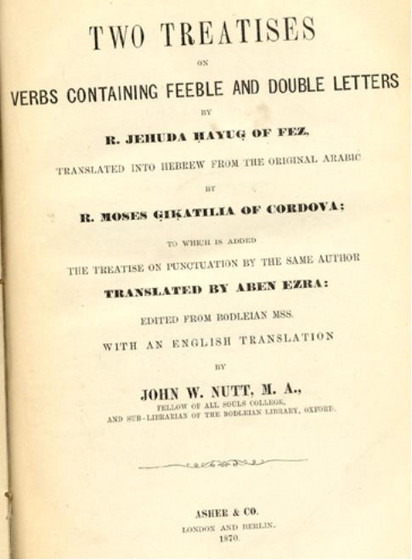 TWO TREATISES
ON
VERBS CONTAINING FEEBLE AND DOUBLE LETTERS
BY
R. JEHUDA ḤAYUG OF FEZ,
TRANSLATED INTO HEBREW FROM THE ORIGINAL ARABIC
BY
R. MOSES GIḲATILIA OF CORDOVA;
TO WHICH IS ADDED
THE TREATISE ON PUNCTUATION BY THE SAME AUTHOR
TRANSLATED BY ABEN EZRA:
EDITED FROM BODLEIAN MSS.
WITH AN ENGLISH TRANSLATION
BY
JOHN W. NUTT, M. A.,
FELLOW OF ALL SOULS COLLEGE,
AND SUB-LIBRARIAN OF THE BODLEIAN LIBRARY, OXFORD.
ASHER & CO.
LONDON AND BERLIN.
1870.